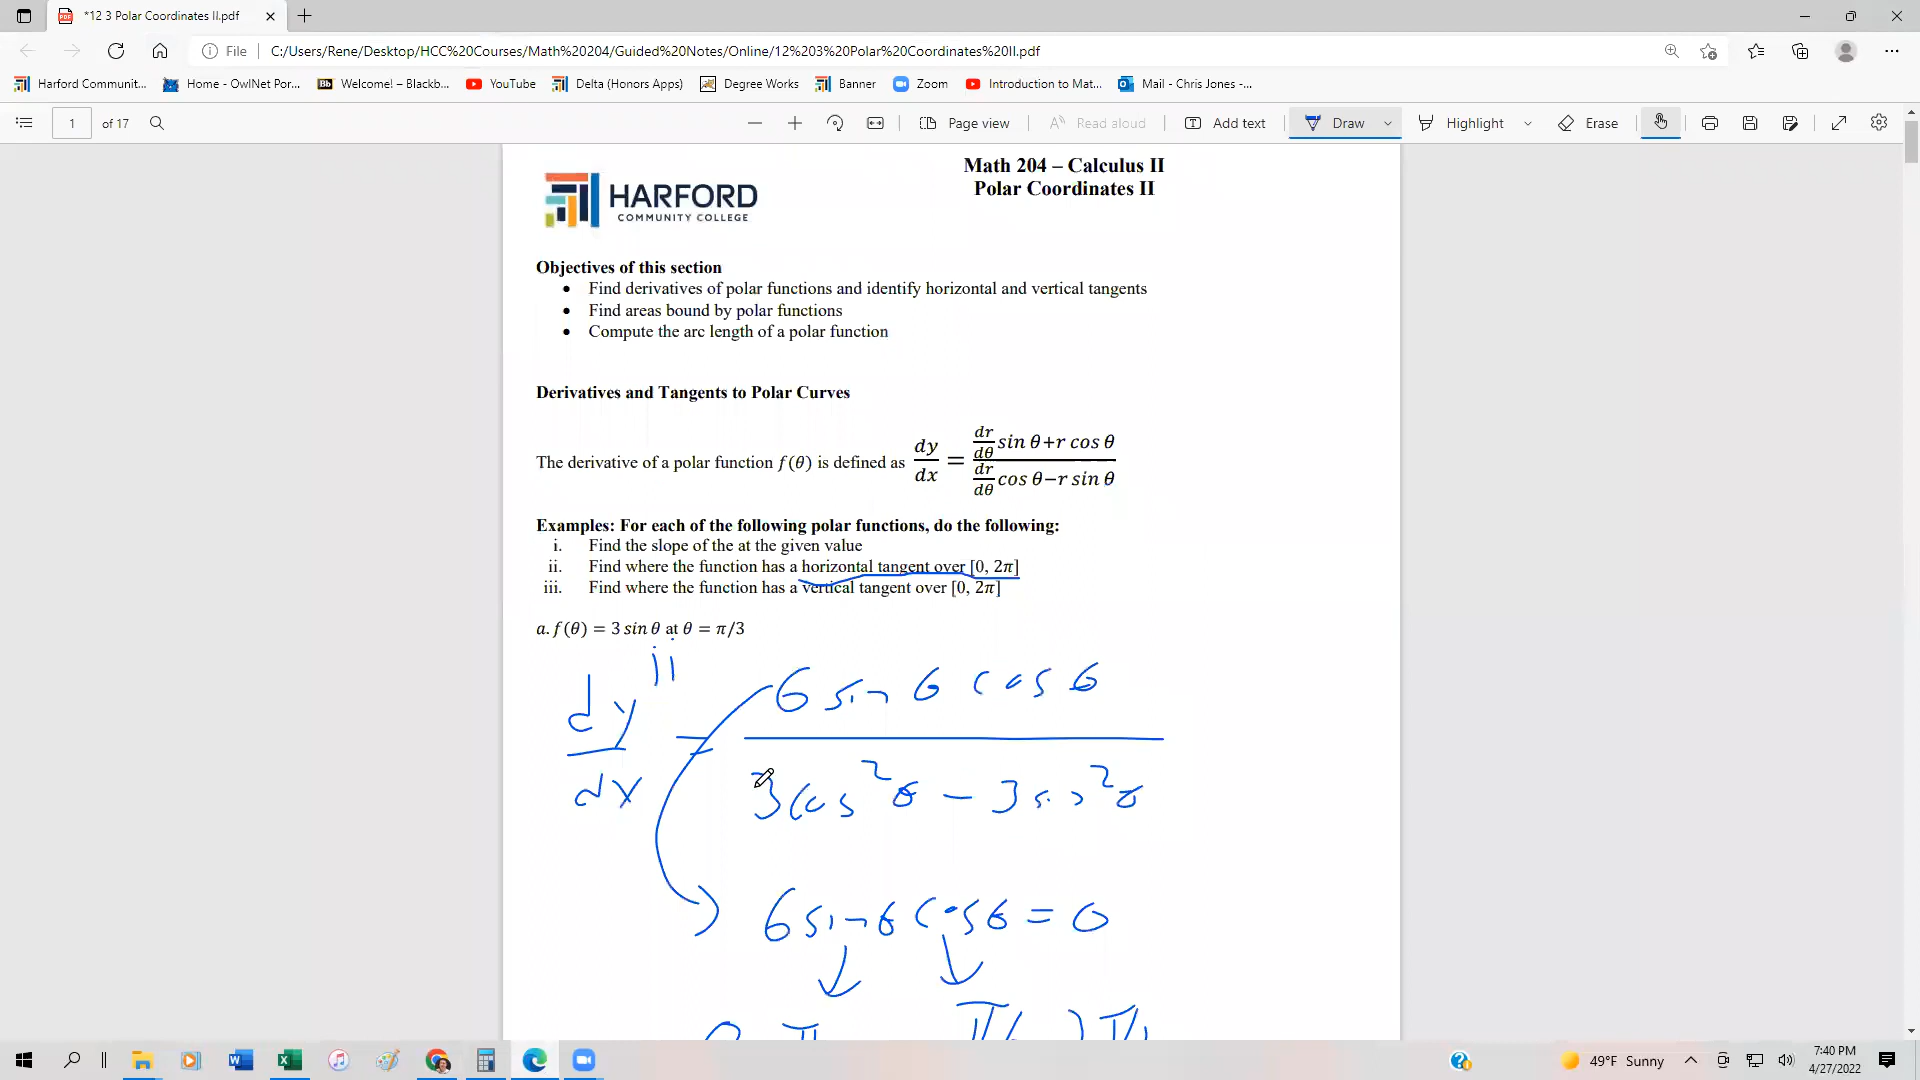 *12 3 Polar Coordinates II.pdf
File C:/Users/Rene/Desktop/HCC%20Courses/Math%20204/Guided%20Notes/Online/12%203%20Polar%20Coordinates%20II.pdf
Harford Communit... Home - OwlNet Por... Welcome! – Blackb... YouTube Delta (Honors Apps) Degree Works Banner Zoom Introduction to Mat... Mail - Chris Jones -...
1 of 17 Page view Read aloud Add text Draw Highlight Erase
Math 204 – Calculus II
Polar Coordinates II
HARFORD
COMMUNITY COLLEGE
Objectives of this section
• Find derivatives of polar functions and identify horizontal and vertical tangents
• Find areas bound by polar functions
• Compute the arc length of a polar function
Derivatives and Tangents to Polar Curves
The derivative of a polar function f(θ) is defined as dy/dx = (dr/dθ sin θ+r cos θ)/(dr/dθ cos θ−r sin θ)
Examples: For each of the following polar functions, do the following:
i. Find the slope of the at the given value
ii. Find where the function has a horizontal tangent over [0, 2π]
iii. Find where the function has a vertical tangent over [0, 2π]
a. f(θ) = 3 sin θ at θ = π/3
ii
dy/dx = 6 sin θ cos θ
3cos²θ − 3sin²θ
6sinθcosθ = 0
49°F Sunny 7:40 PM
4/27/2022